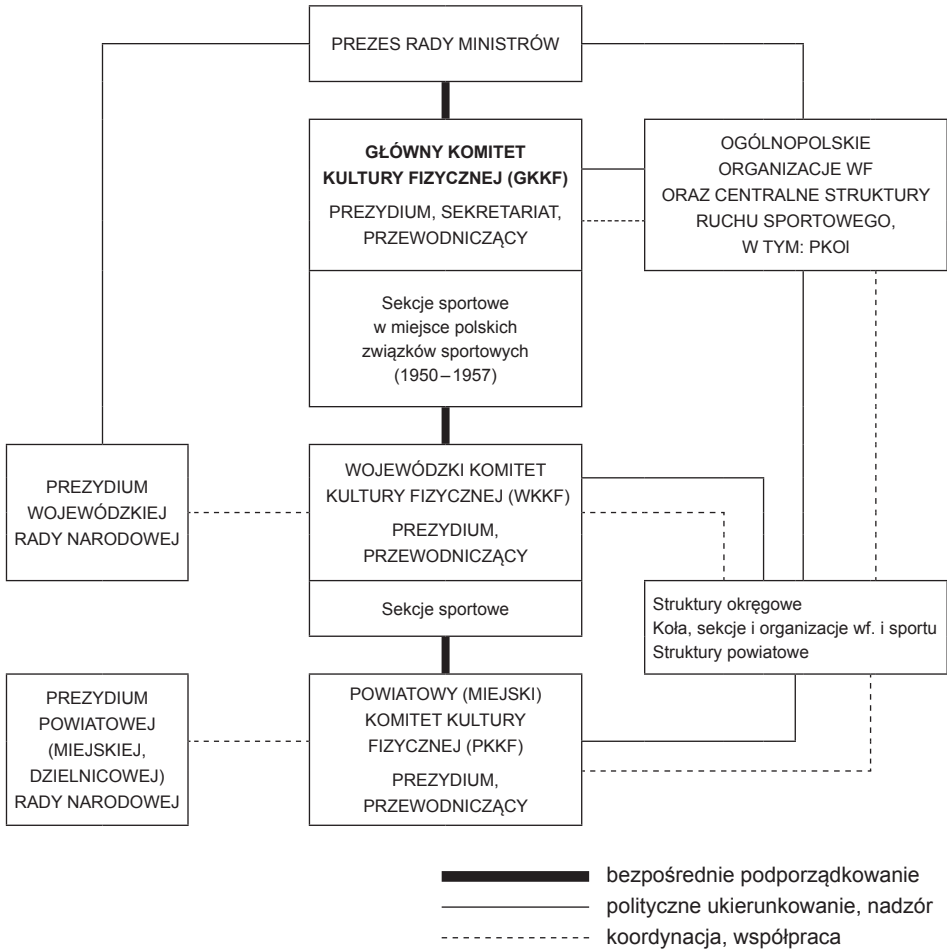 PREZES RADY MINISTRÓW
GŁÓWNY KOMITET
KULTURY FIZYCZNEJ (GKKF)
PREZYDIUM, SEKRETARIAT,
PRZEWODNICZĄCY
OGÓLNOPOLSKIE
ORGANIZACJE WF
ORAZ CENTRALNE STRUKTURY
RUCHU SPORTOWEGO,
W TYM: PKOl
Sekcje sportowe
w miejsce polskich
związków sportowych
(1950–1957)
PREZYDIUM
WOJEWÓDZKIEJ
RADY NARODOWEJ
WOJEWÓDZKI KOMITET
KULTURY FIZYCZNEJ (WKKF)
PREZYDIUM,
PRZEWODNICZĄCY
Sekcje sportowe
Struktury okręgowe
Koła, sekcje i organizacje wf. i sportu
Struktury powiatowe
PREZYDIUM
POWIATOWEJ
(MIEJSKIEJ,
DZIELNICOWEJ)
RADY NARODOWEJ
POWIATOWY (MIEJSKI)
KOMITET KULTURY
FIZYCZNEJ (PKKF)
PREZYDIUM,
PRZEWODNICZĄCY
bezpośrednie podporządkowanie
polityczne ukierunkowanie, nadzór
koordynacja, współpraca